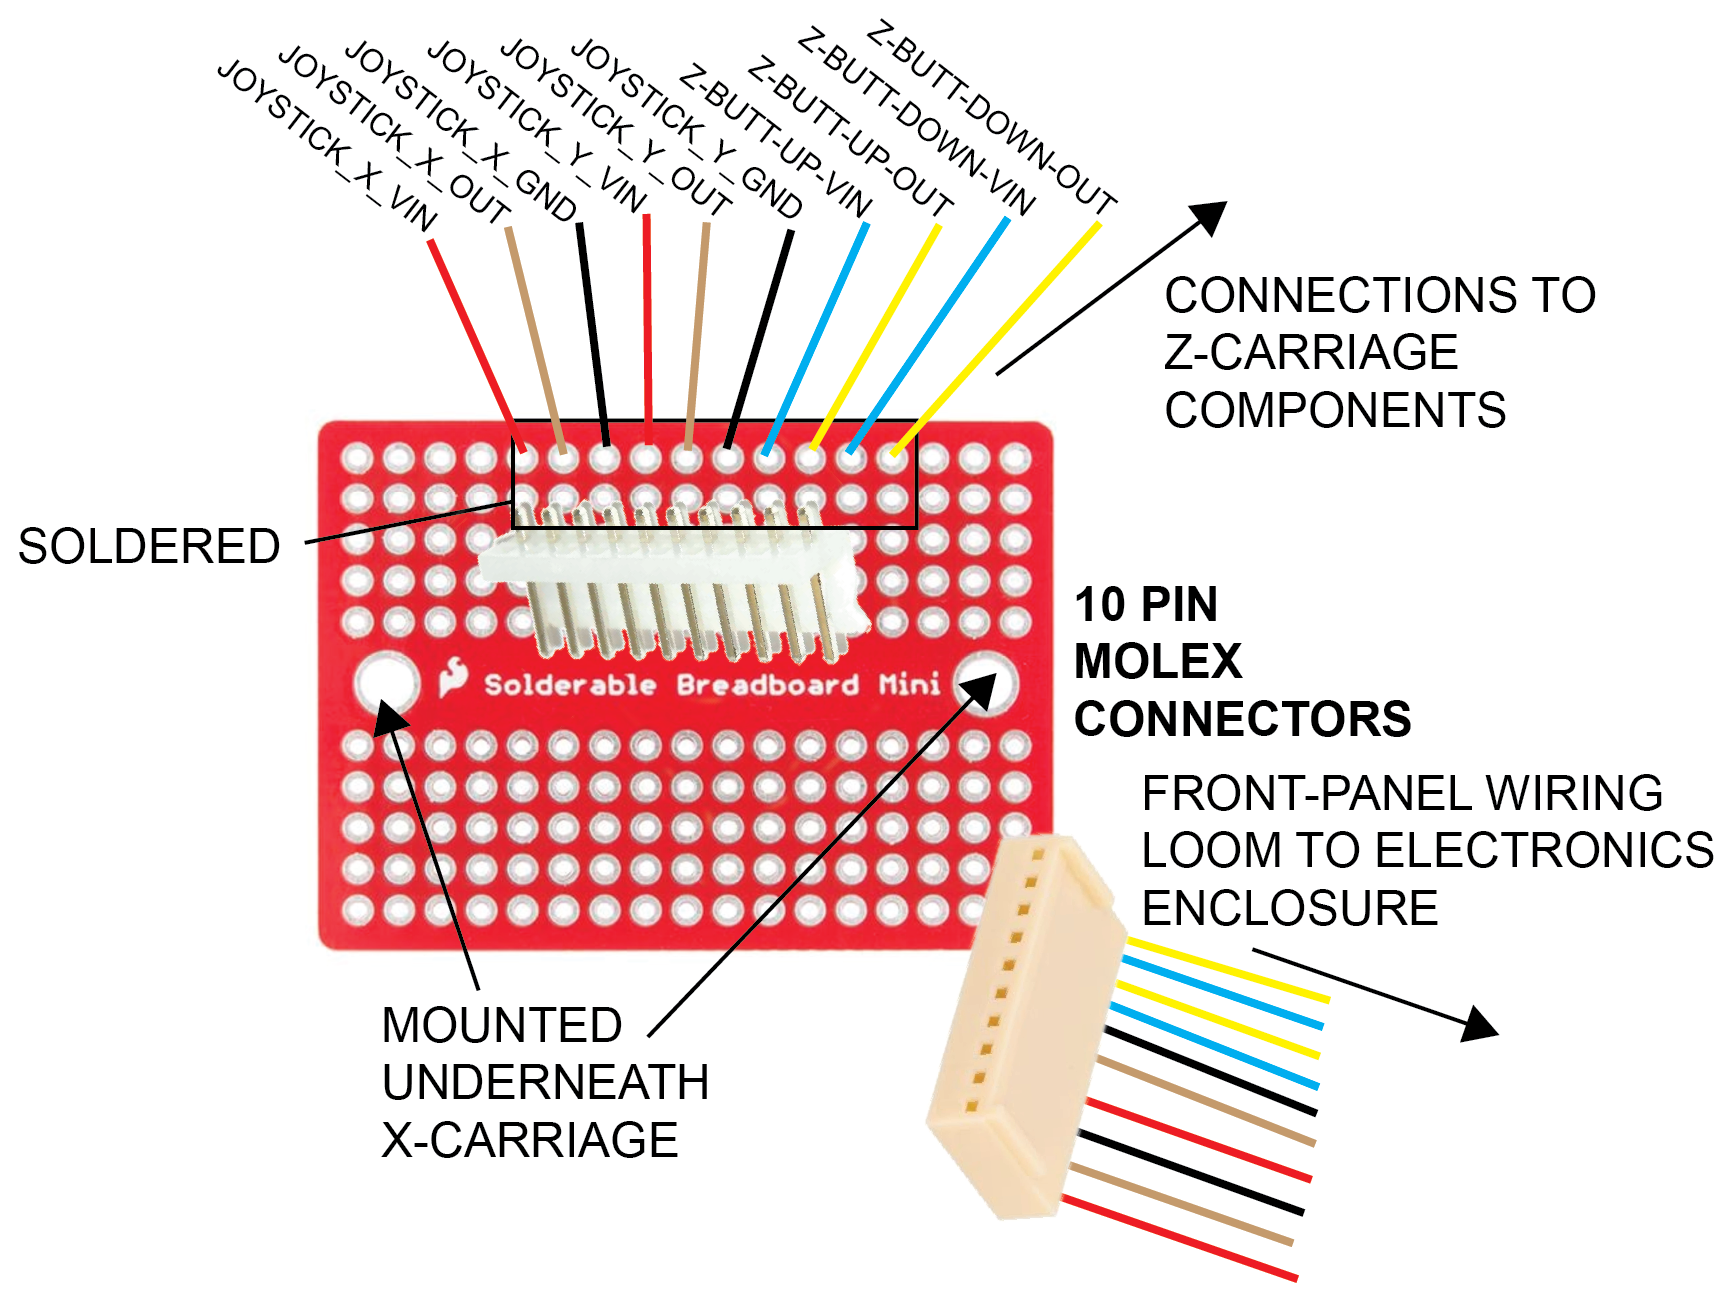 JOYSTICK_X_VIN
JOYSTICK_X_OUT
JOYSTICK_X_GND
JOYSTICK_Y_VIN
JOYSTICK_Y_OUT
JOYSTICK_Y_GND
Z-BUTT-UP-VIN
Z-BUTT-UP-OUT
Z-BUTT-DOWN-VIN
Z-BUTT-DOWN-OUT
CONNECTIONS TO
Z-CARRIAGE
COMPONENTS
SOLDERED
10 PIN
MOLEX
CONNECTORS
Solderable Breadboard Mini
FRONT-PANEL WIRING
LOOM TO ELECTRONICS
ENCLOSURE
MOUNTED
UNDERNEATH
X-CARRIAGE